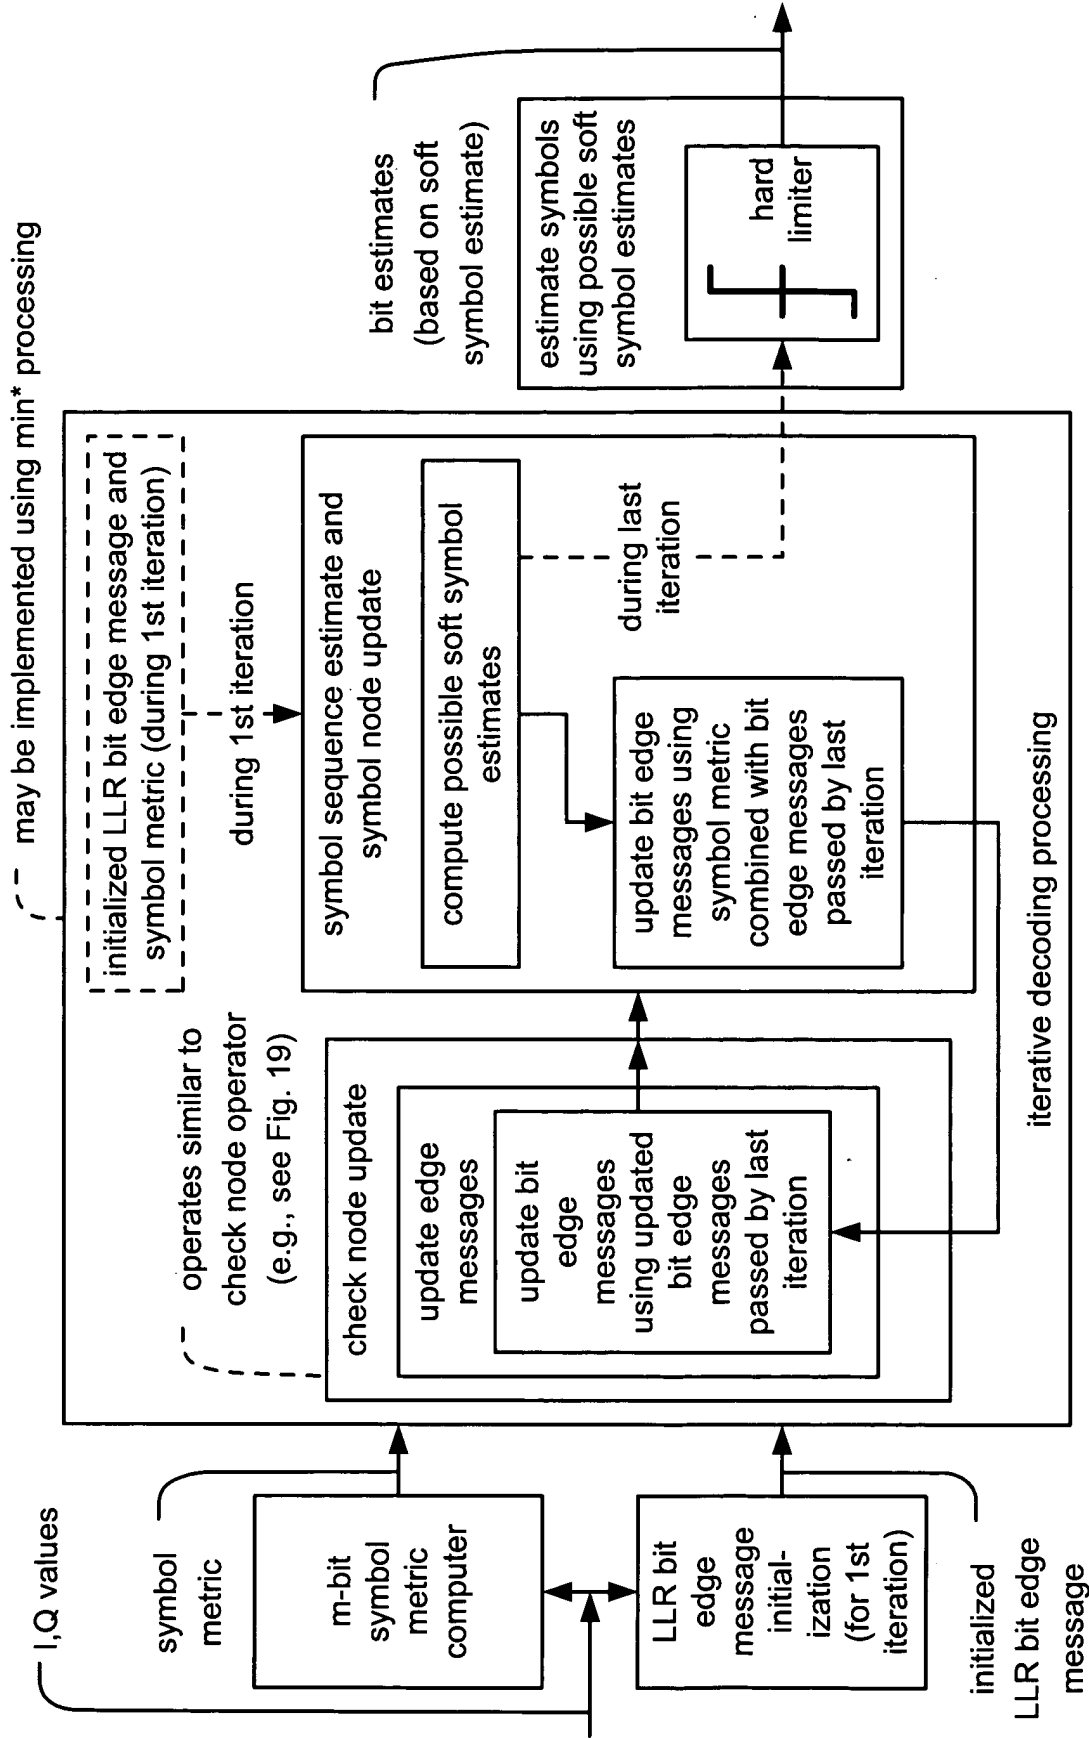 may be implemented using min* processing
I,Q values
symbol
metric
m-bit
symbol
metric
computer
LLR bit
edge
message
initial-
ization
(for 1st
iteration)
initialized
LLR bit edge
message
operates similar to
check node operator
(e.g., see Fig. 19)
check node update
update edge
messages
update bit
edge
messages
using updated
bit edge
messages
passed by last
iteration
initialized LLR bit edge message and
symbol metric (during 1st iteration)
during 1st iteration
symbol sequence estimate and
symbol node update
compute possible soft symbol
estimates
update bit edge
messages using
symbol metric
combined with bit
edge messages
passed by last
iteration
during last
iteration
iterative decoding processing
bit estimates
(based on soft
symbol estimate)
estimate symbols
using possible soft
symbol estimates
hard
limiter